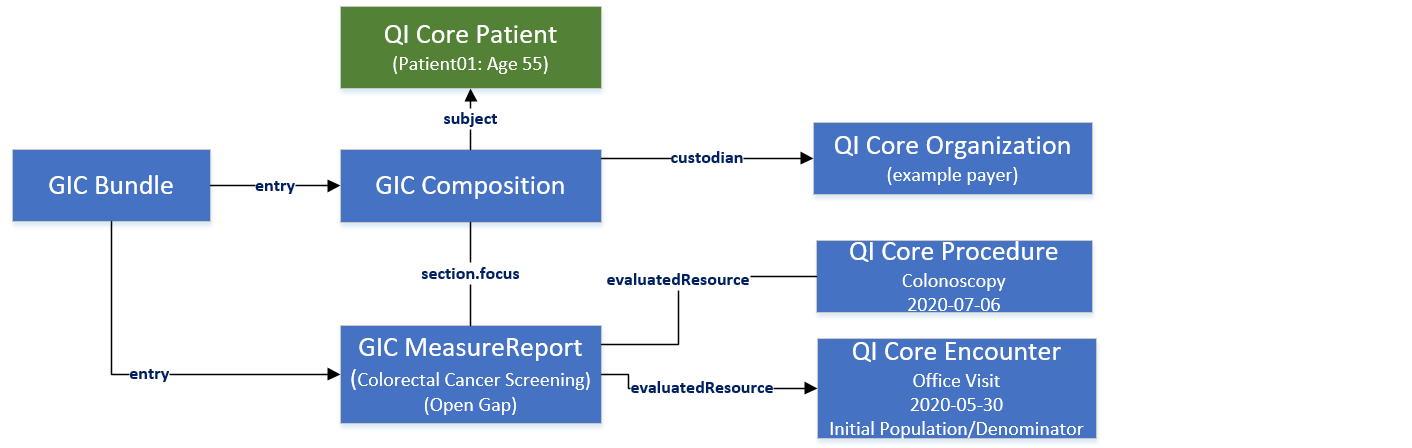 QI Core Patient
(Patient01: Age 55)
subject
GIC Bundle
entry
GIC Composition
custodian
QI Core Organization
(example payer)
section.focus
evaluatedResource
QI Core Procedure
Colonoscopy
2020-07-06
entry
GIC MeasureReport
(Colorectal Cancer Screening)
(Open Gap)
evaluatedResource
QI Core Encounter
Office Visit
2020-05-30
Initial Population/Denominator